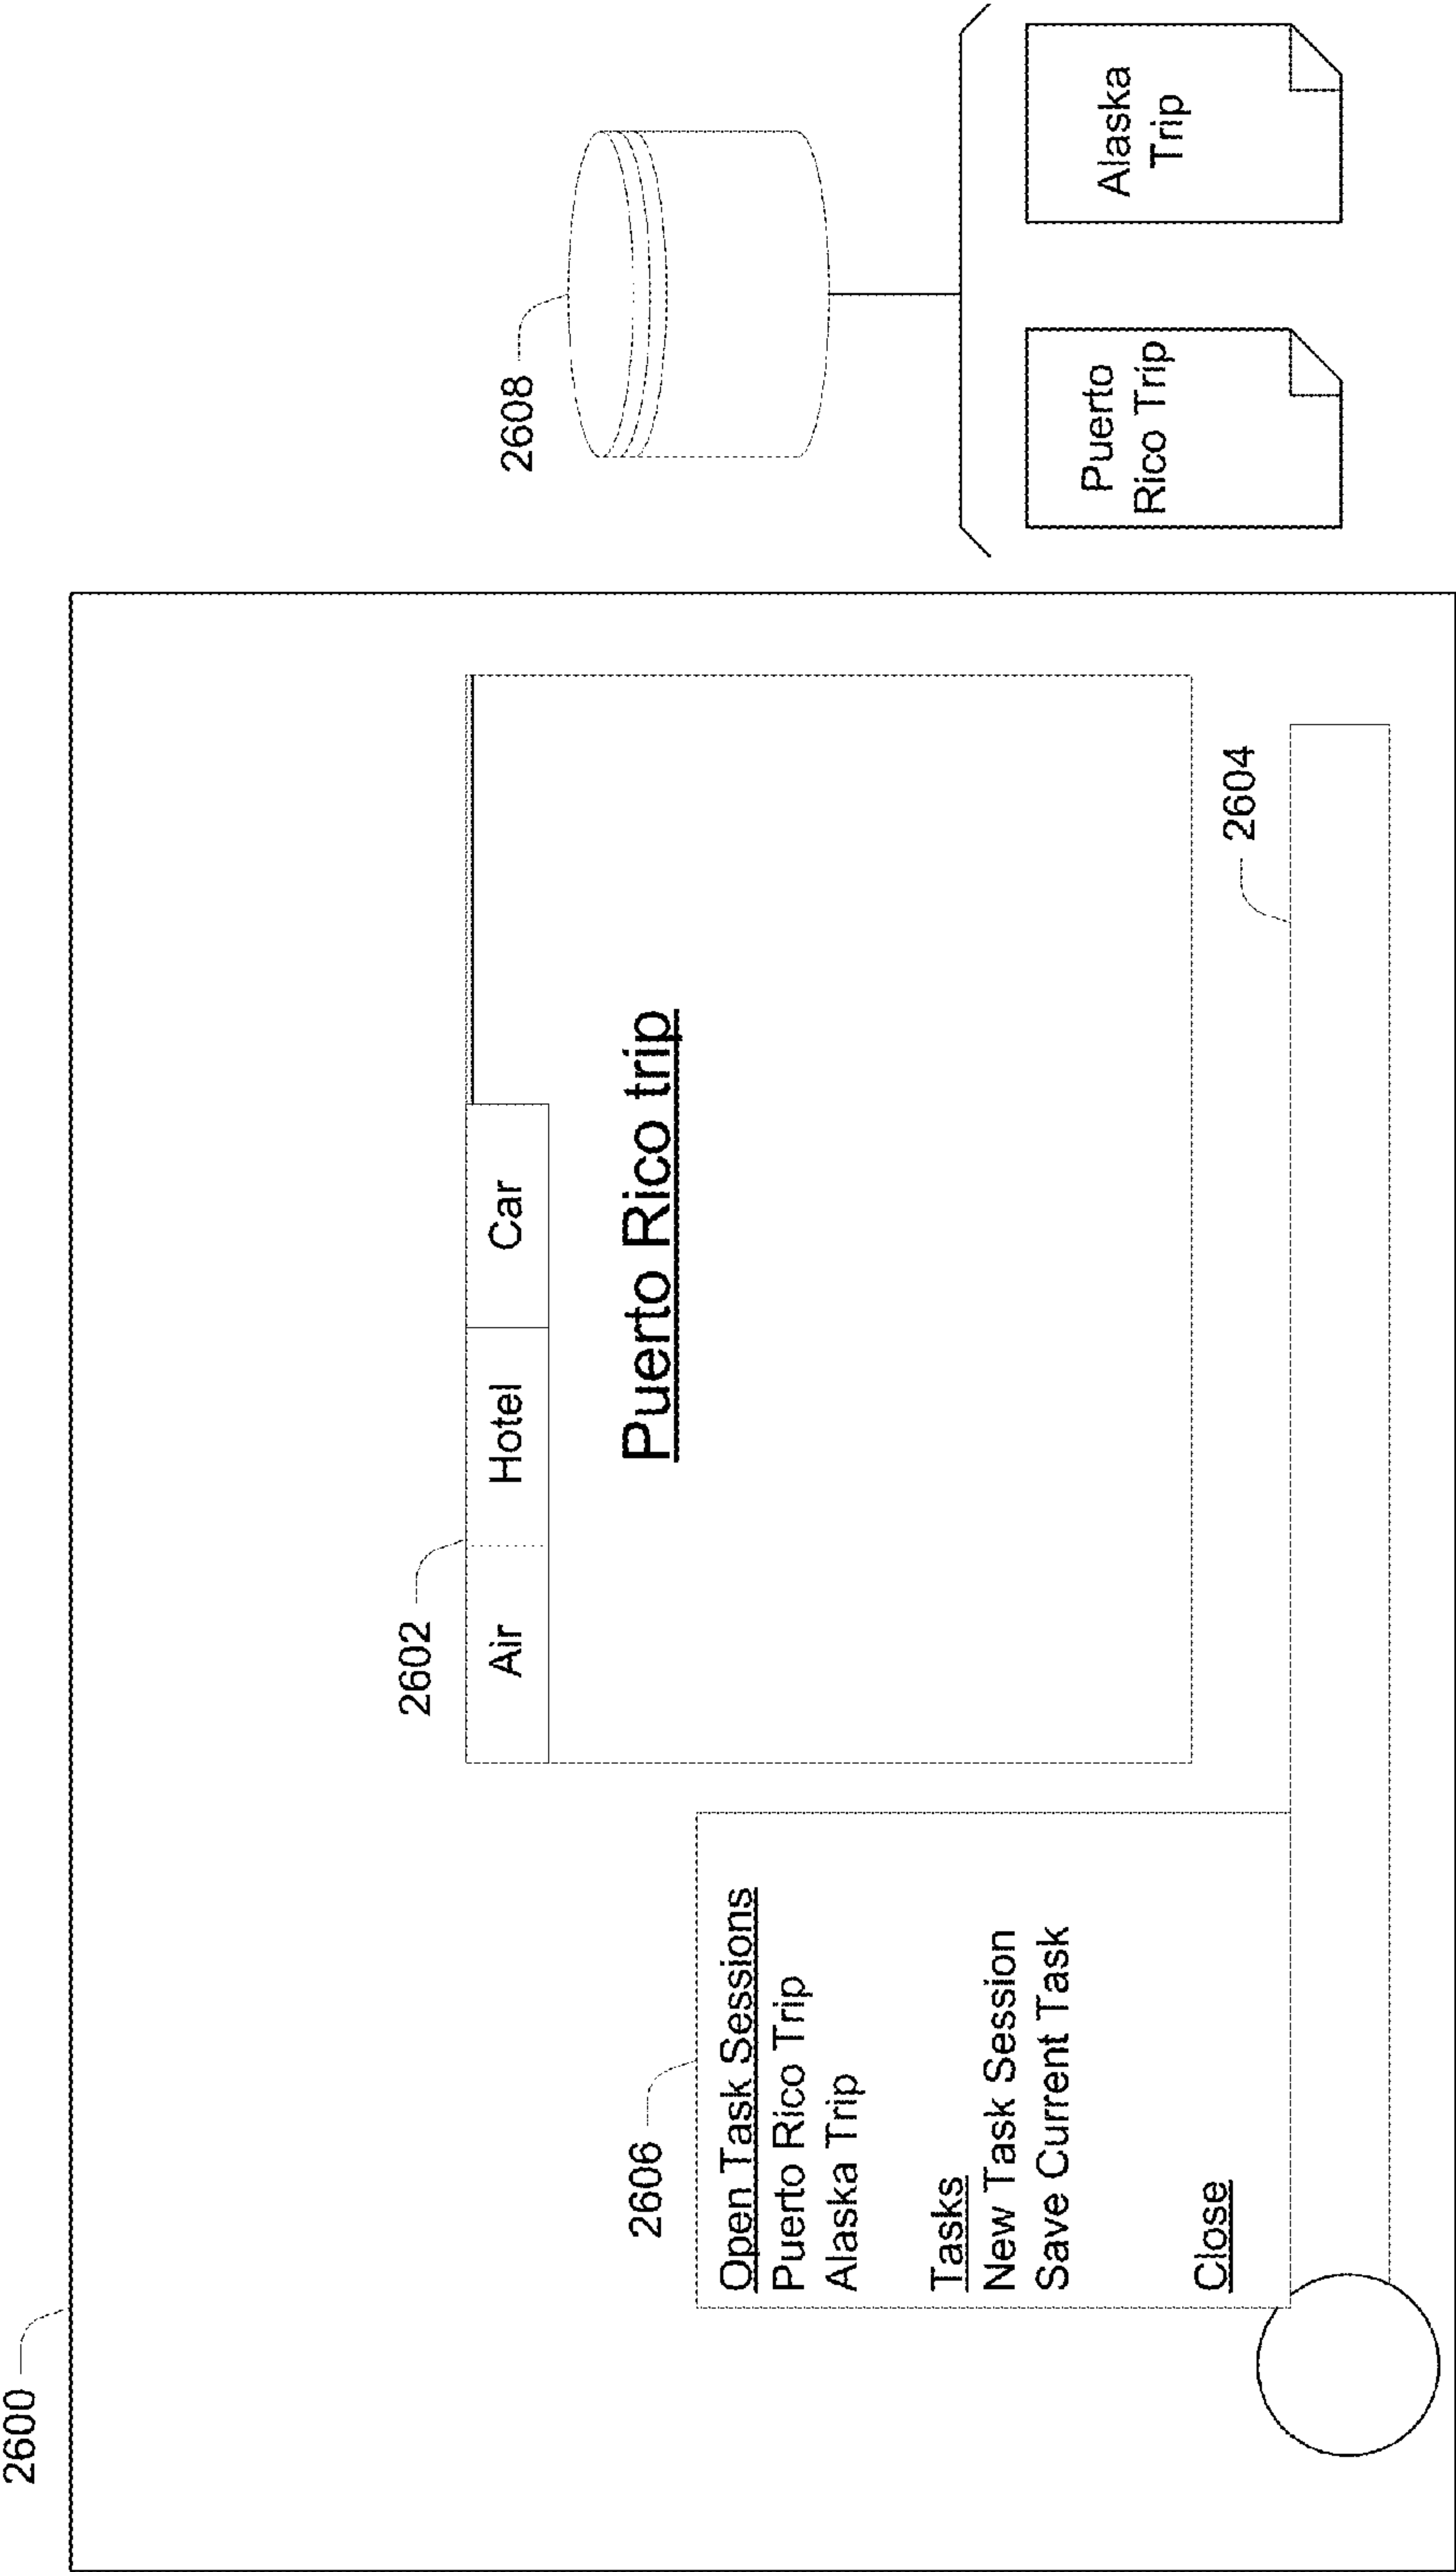 2600
2602
Air
Hotel
Car
Puerto Rico trip
2606
Open Task Sessions
Puerto Rico Trip
Alaska Trip
Tasks
New Task Session
Save Current Task
Close
2604
2608
Puerto
Rico Trip
Alaska
Trip